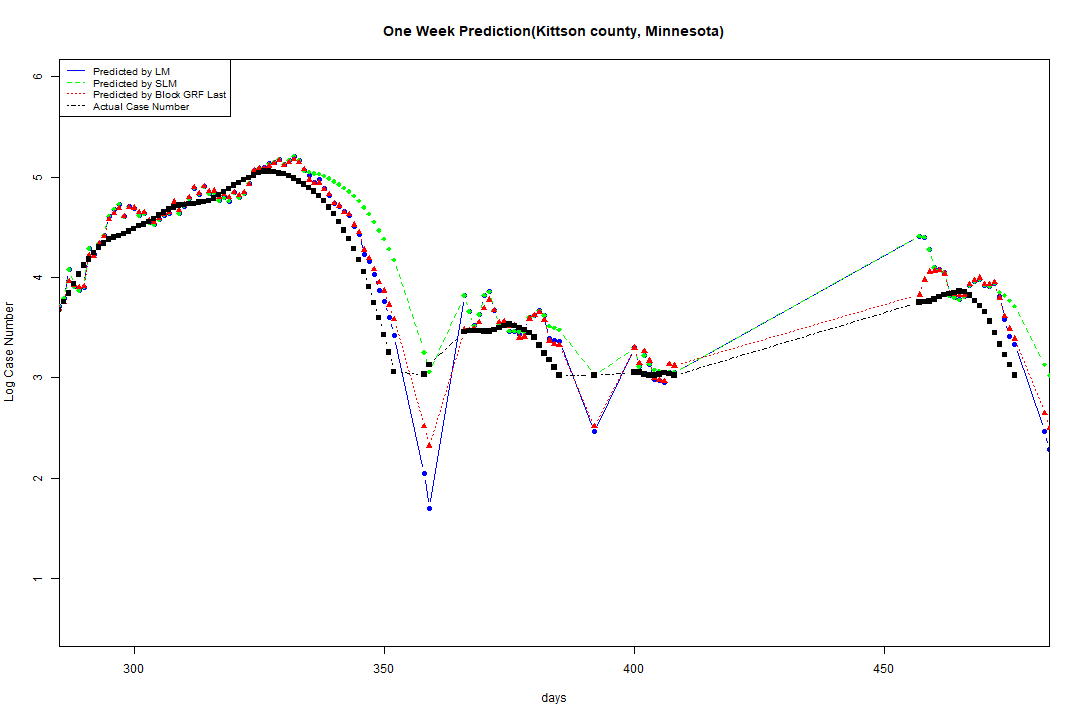 One Week Prediction(Kittson county, Minnesota)
Predicted by LM
Predicted by SLM
Predicted by Block GRF Last
Actual Case Number
6
5
4
3
2
1
Log Case Number
300 350 400 450
days